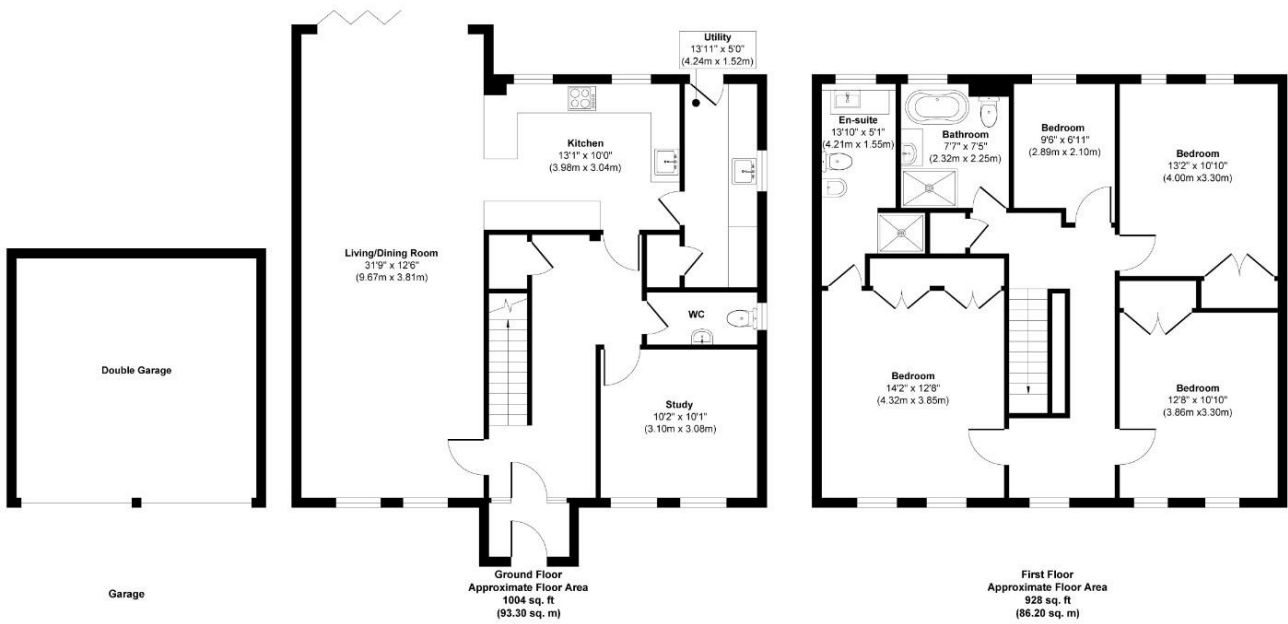 Utility
13'11" x 5'0"
(4.24m x 1.52m)
Kitchen
13'1" x 10'0"
(3.98m x 3.04m)
Living/Dining Room
31'9" x 12'6"
(9.67m x 3.81m)
WC
Study
10'2" x 10'1"
(3.10m x 3.08m)
Double Garage
Garage
Ground Floor
Approximate Floor Area
1004 sq. ft
(93.30 sq. m)
En-suite
13'10" x 5'1"
(4.21m x 1.55m)
Bathroom
7'7" x 7'5"
(2.32m x 2.25m)
Bedroom
9'6" x 6'11"
(2.89m x 2.10m)
Bedroom
13'2" x 10'10"
(4.00m x3.30m)
Bedroom
14'2" x 12'8"
(4.32m x 3.85m)
Bedroom
12'8" x 10'10"
(3.86m x3.30m)
First Floor
Approximate Floor Area
928 sq. ft
(86.20 sq. m)